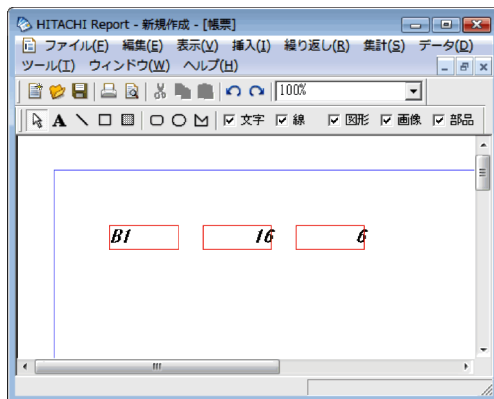 HITACHI Report - 新規作成 - [帳票]
ファイル(F) 編集(E) 表示(V) 挿入(I) 繰り返し(R) 集計(S) データ(D)
ツール(T) ウィンドウ(W) ヘルプ(H)
100%
A 文字 線 図形 画像 部品
B1 16 6